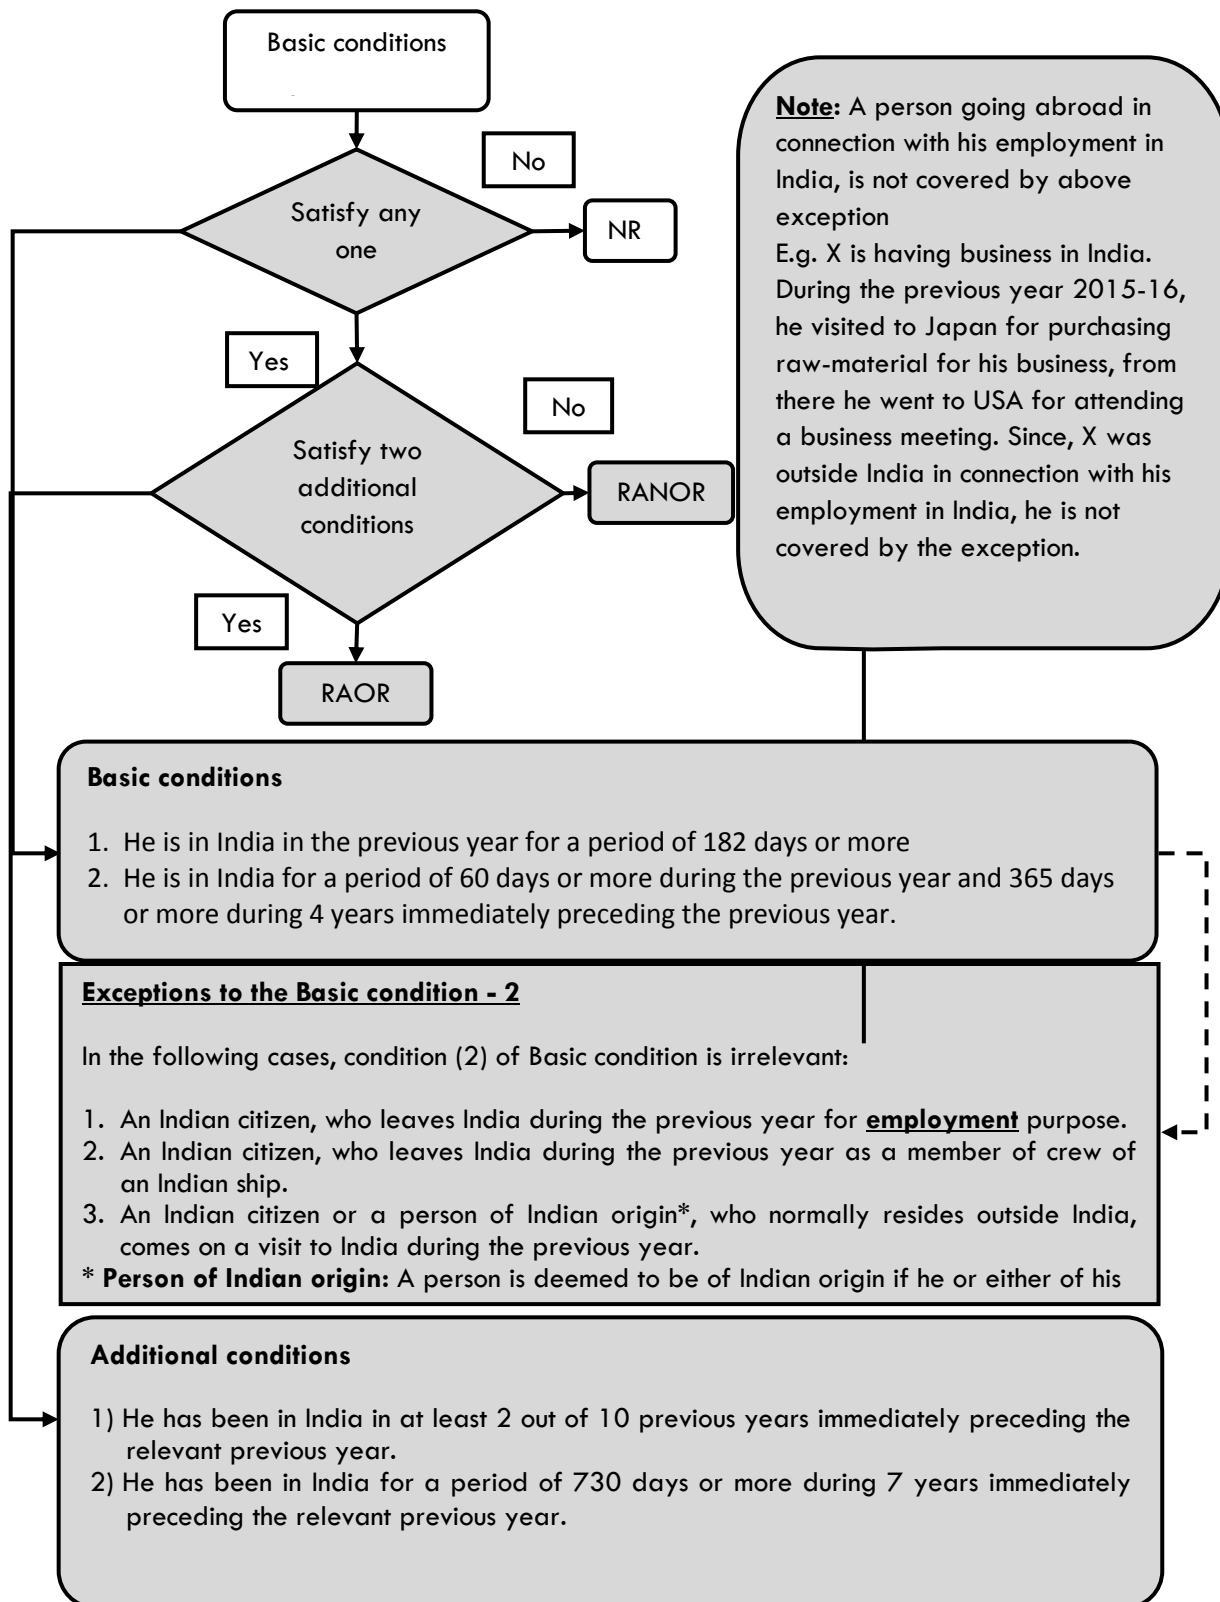 Basic conditions
No
Satisfy any
one
NR
Yes
No
Satisfy two
additional
conditions
RANOR
Yes
RAOR
Note: A person going abroad in
connection with his employment in
India, is not covered by above
exception
E.g. X is having business in India.
During the previous year 2015-16,
he visited to Japan for purchasing
raw-material for his business, from
there he went to USA for attending
a business meeting. Since, X was
outside India in connection with his
employment in India, he is not
covered by the exception.
Basic conditions
1. He is in India in the previous year for a period of 182 days or more
2. He is in India for a period of 60 days or more during the previous year and 365 days
or more during 4 years immediately preceding the previous year.
Exceptions to the Basic condition - 2
In the following cases, condition (2) of Basic condition is irrelevant:
1. An Indian citizen, who leaves India during the previous year for employment purpose.
2. An Indian citizen, who leaves India during the previous year as a member of crew of
an Indian ship.
3. An Indian citizen or a person of Indian origin*, who normally resides outside India,
comes on a visit to India during the previous year.
* Person of Indian origin: A person is deemed to be of Indian origin if he or either of his
Additional conditions
1) He has been in India in at least 2 out of 10 previous years immediately preceding the
relevant previous year.
2) He has been in India for a period of 730 days or more during 7 years immediately
preceding the relevant previous year.